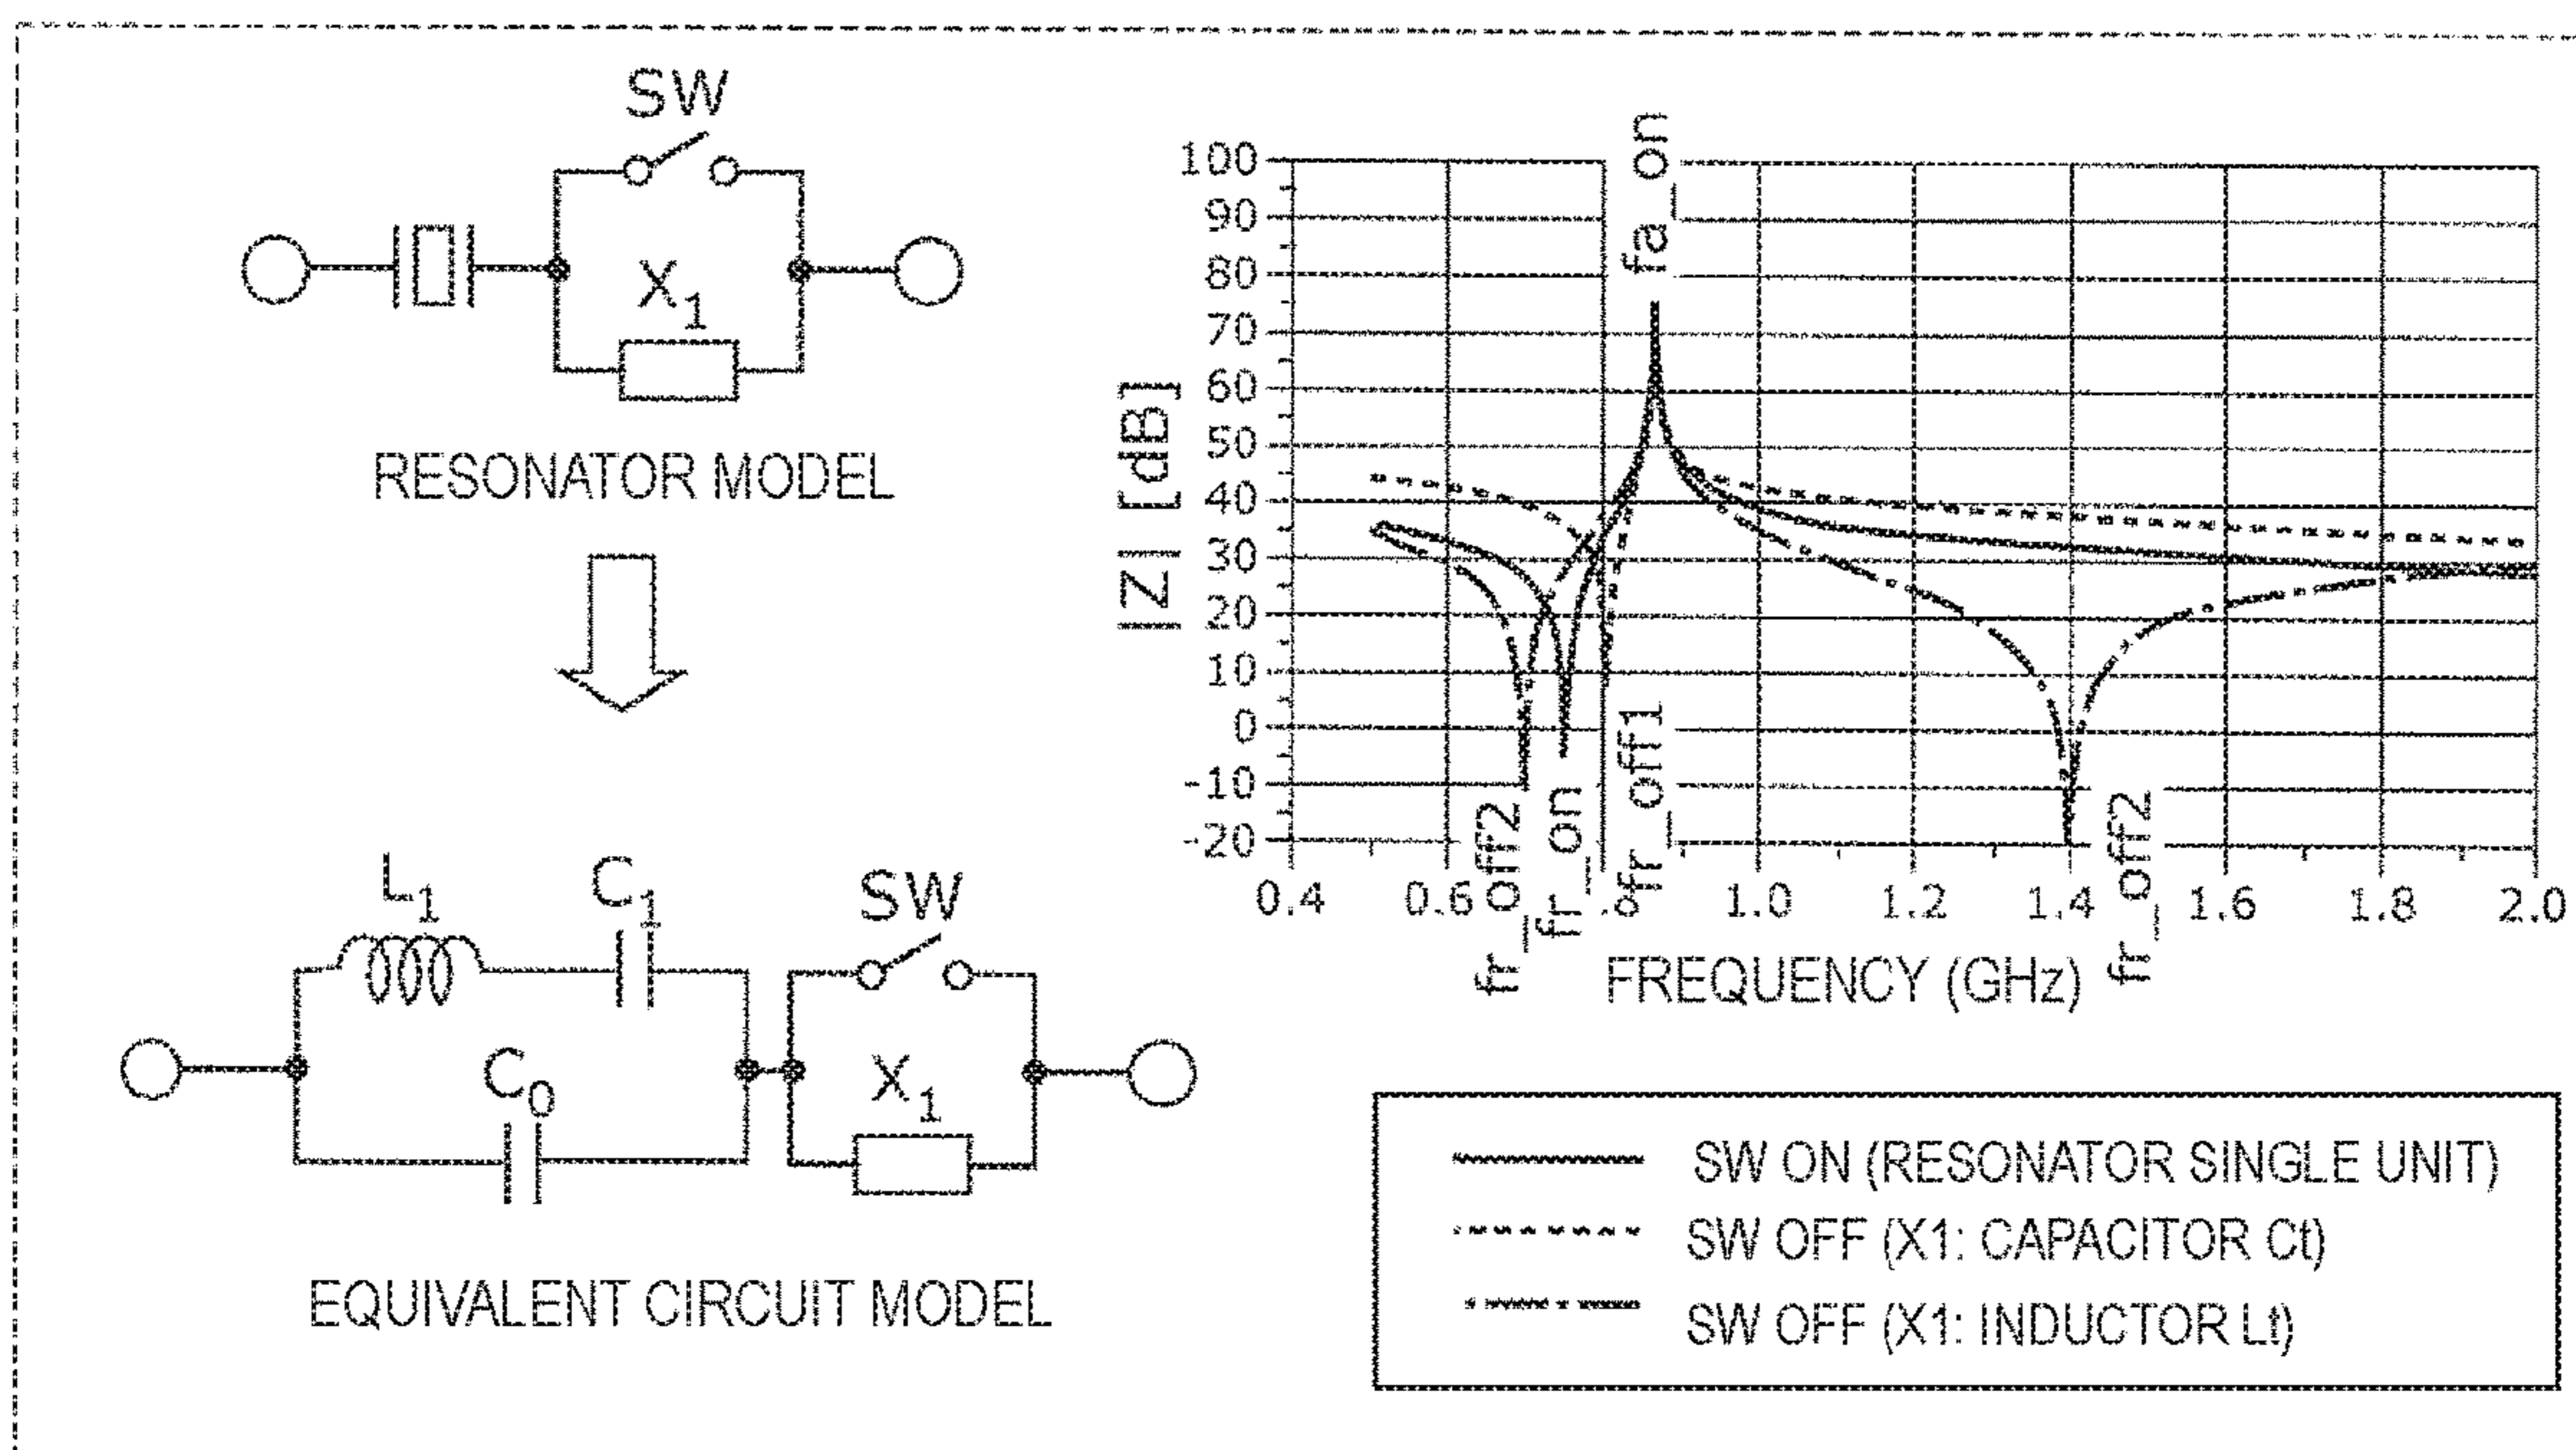 SW
X1
RESONATOR MODEL
L1
C1
SW
C0
X1
EQUIVALENT CIRCUIT MODEL
|Z| [dB]
100
90
80
70
60
50
40
30
20
10
0
-10
-20
fa_on
fr_off2
fr_on
fr_off1
fr_off2
0.4
0.6
.8
1.0
1.2
1.4
1.6
1.8
2.0
FREQUENCY (GHz)
SW ON (RESONATOR SINGLE UNIT)
SW OFF (X1: CAPACITOR Ct)
SW OFF (X1: INDUCTOR Lt)